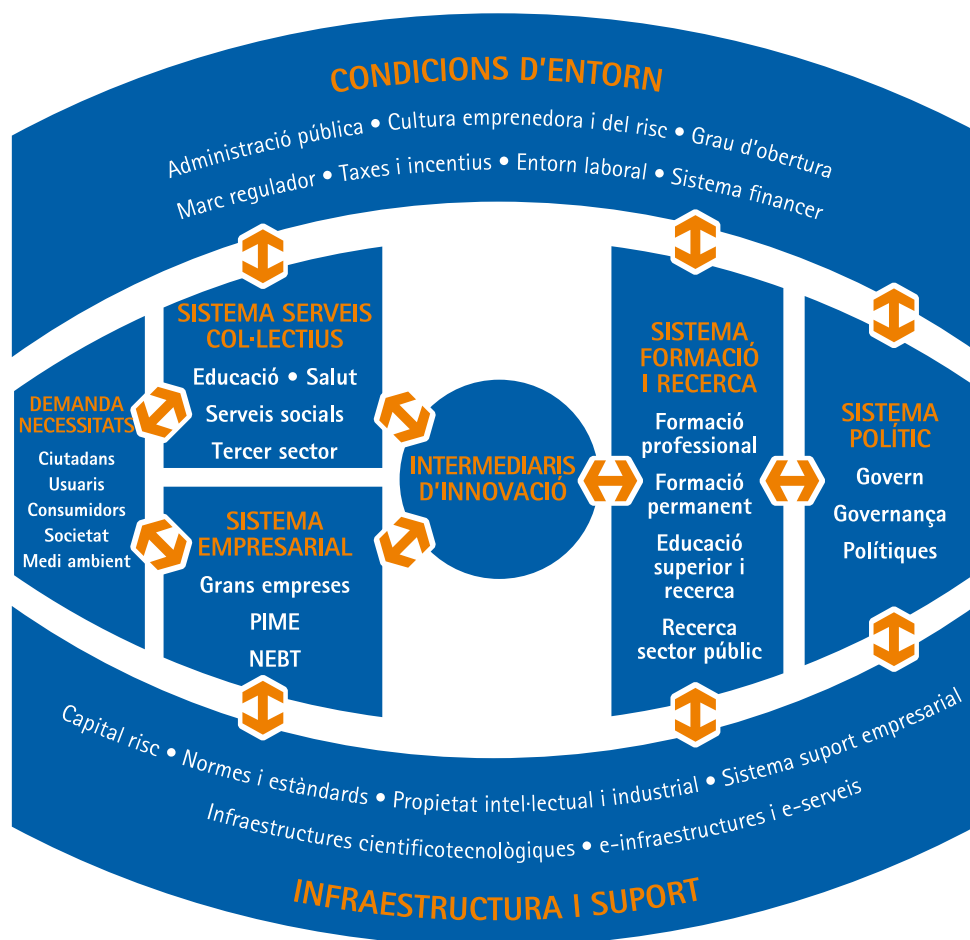 CONDICIONS D'ENTORN
Administració pública • Cultura emprenedora i del risc • Grau d'obertura
Marc regulador • Taxes i incentius • Entorn laboral • Sistema financer
DEMANDA
NECESSITATS
Ciutadans
Usuaris
Consumidors
Societat
Medi ambient
SISTEMA SERVEIS
COL·LECTIUS
Educació • Salut
Serveis socials
Tercer sector
SISTEMA
EMPRESARIAL
Grans empreses
PIME
NEBT
INTERMEDIARIS
D'INNOVACIÓ
SISTEMA
FORMACIÓ
I RECERCA
Formació
professional
Formació
permanent
Educació
superior i
recerca
Recerca
sector públic
SISTEMA
POLÍTIC
Govern
Governança
Polítiques
Capital risc • Normes i estàndards • Propietat intel·lectual i industrial • Sistema suport empresarial
Infraestructures cientificotecnològiques • e-infraestructures i e-serveis
INFRAESTRUCTURA I SUPORT